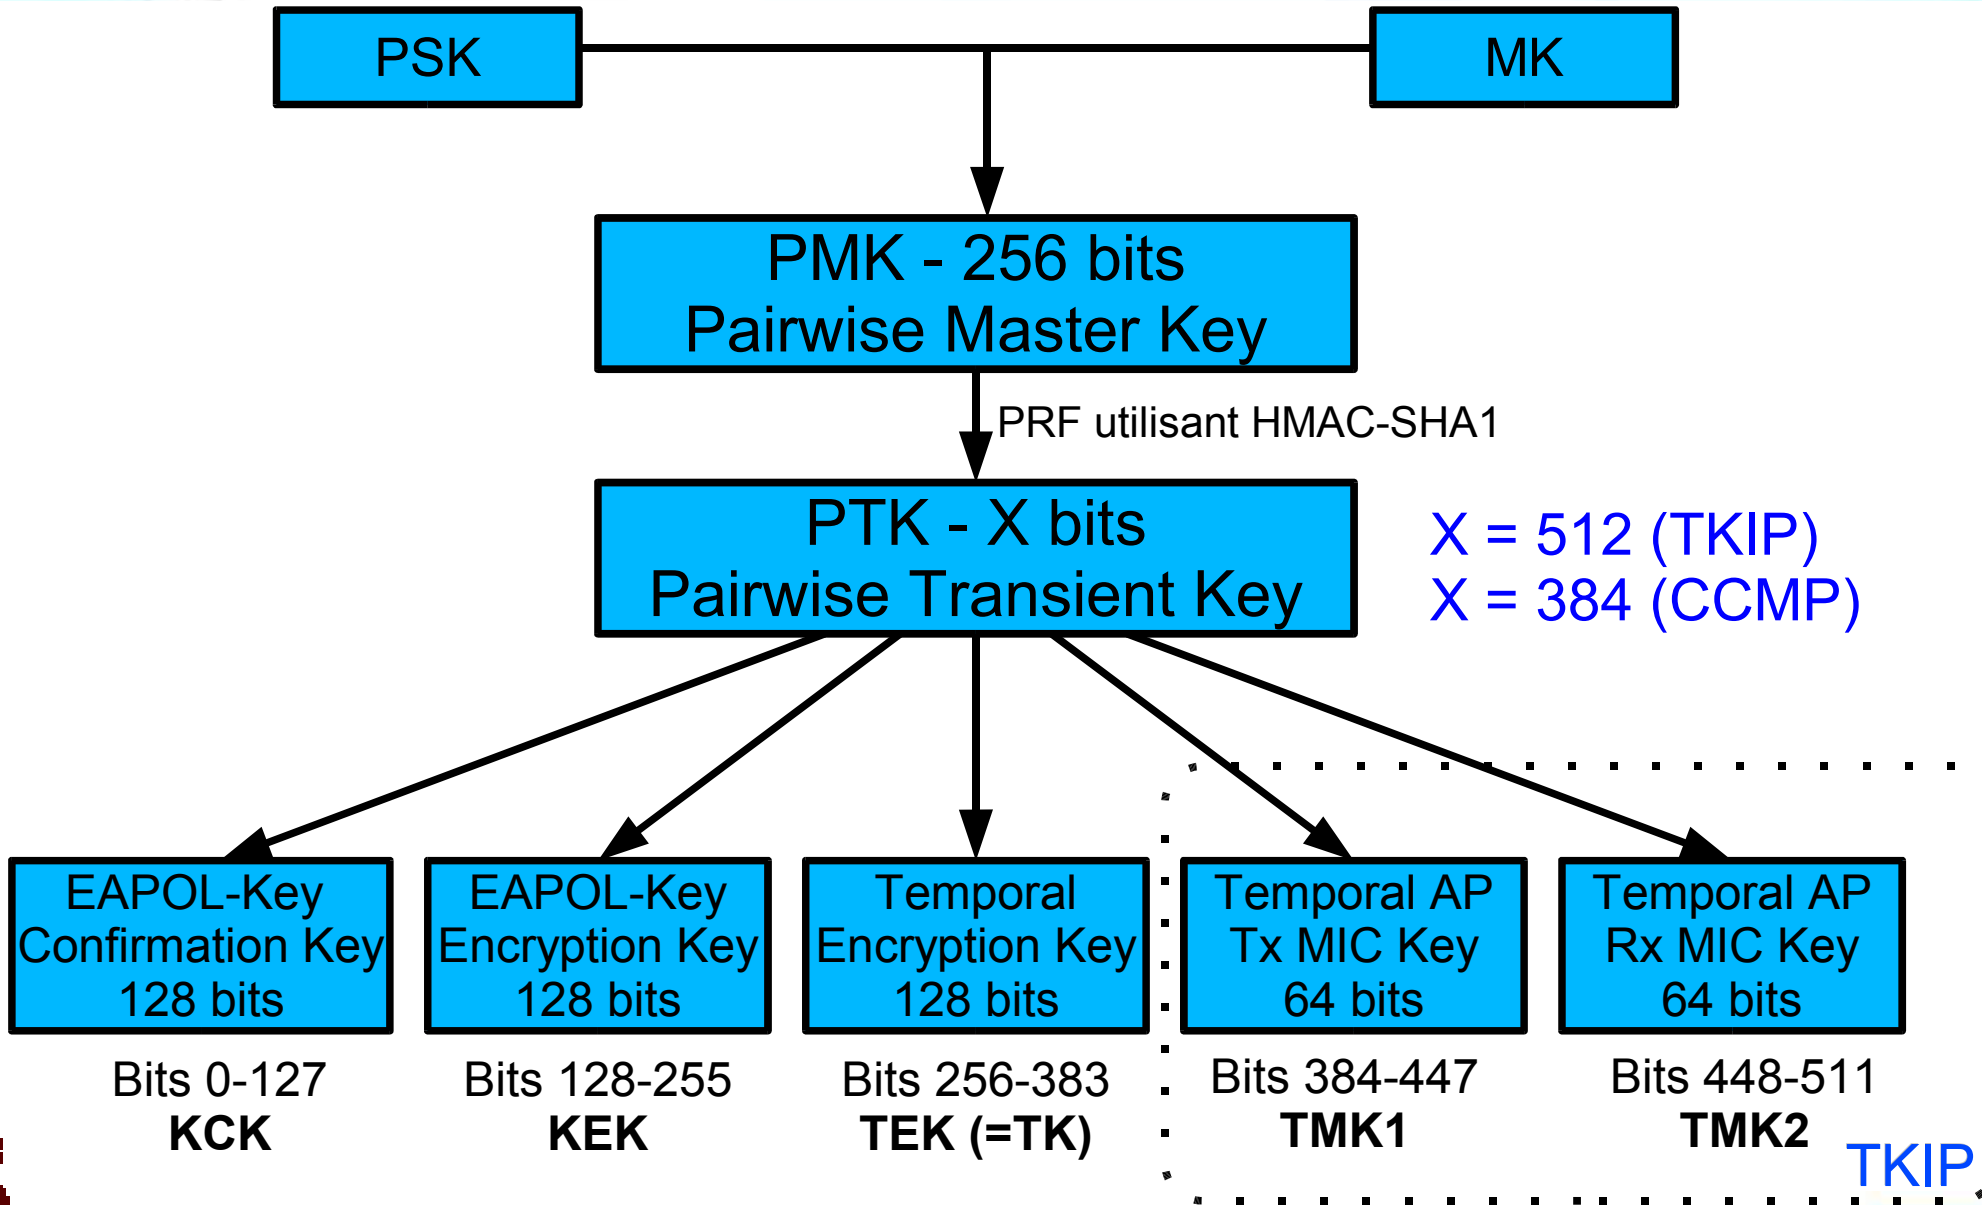 PSK
MK
PMK - 256 bits
Pairwise Master Key
PRF utilisant HMAC-SHA1
PTK - X bits
Pairwise Transient Key
X = 512 (TKIP)
X = 384 (CCMP)
EAPOL-Key
Confirmation Key
128 bits
EAPOL-Key
Encryption Key
128 bits
Temporal
Encryption Key
128 bits
Temporal AP
Tx MIC Key
64 bits
Temporal AP
Rx MIC Key
64 bits
Bits 0-127
KCK
Bits 128-255
KEK
Bits 256-383
TEK (=TK)
Bits 384-447
TMK1
Bits 448-511
TMK2
TKIP